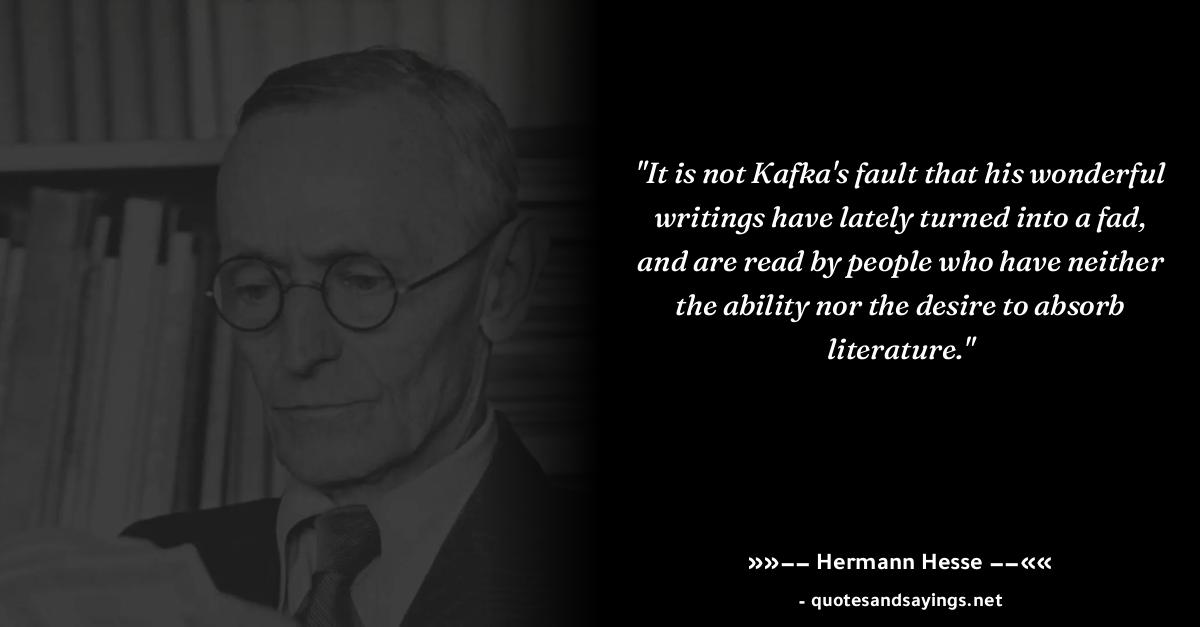 "It is not Kafka's fault that his wonderful
writings have lately turned into a fad,
and are read by people who have neither
the ability nor the desire to absorb
literature."
»»–– Hermann Hesse ––««
- quotesandsayings.net